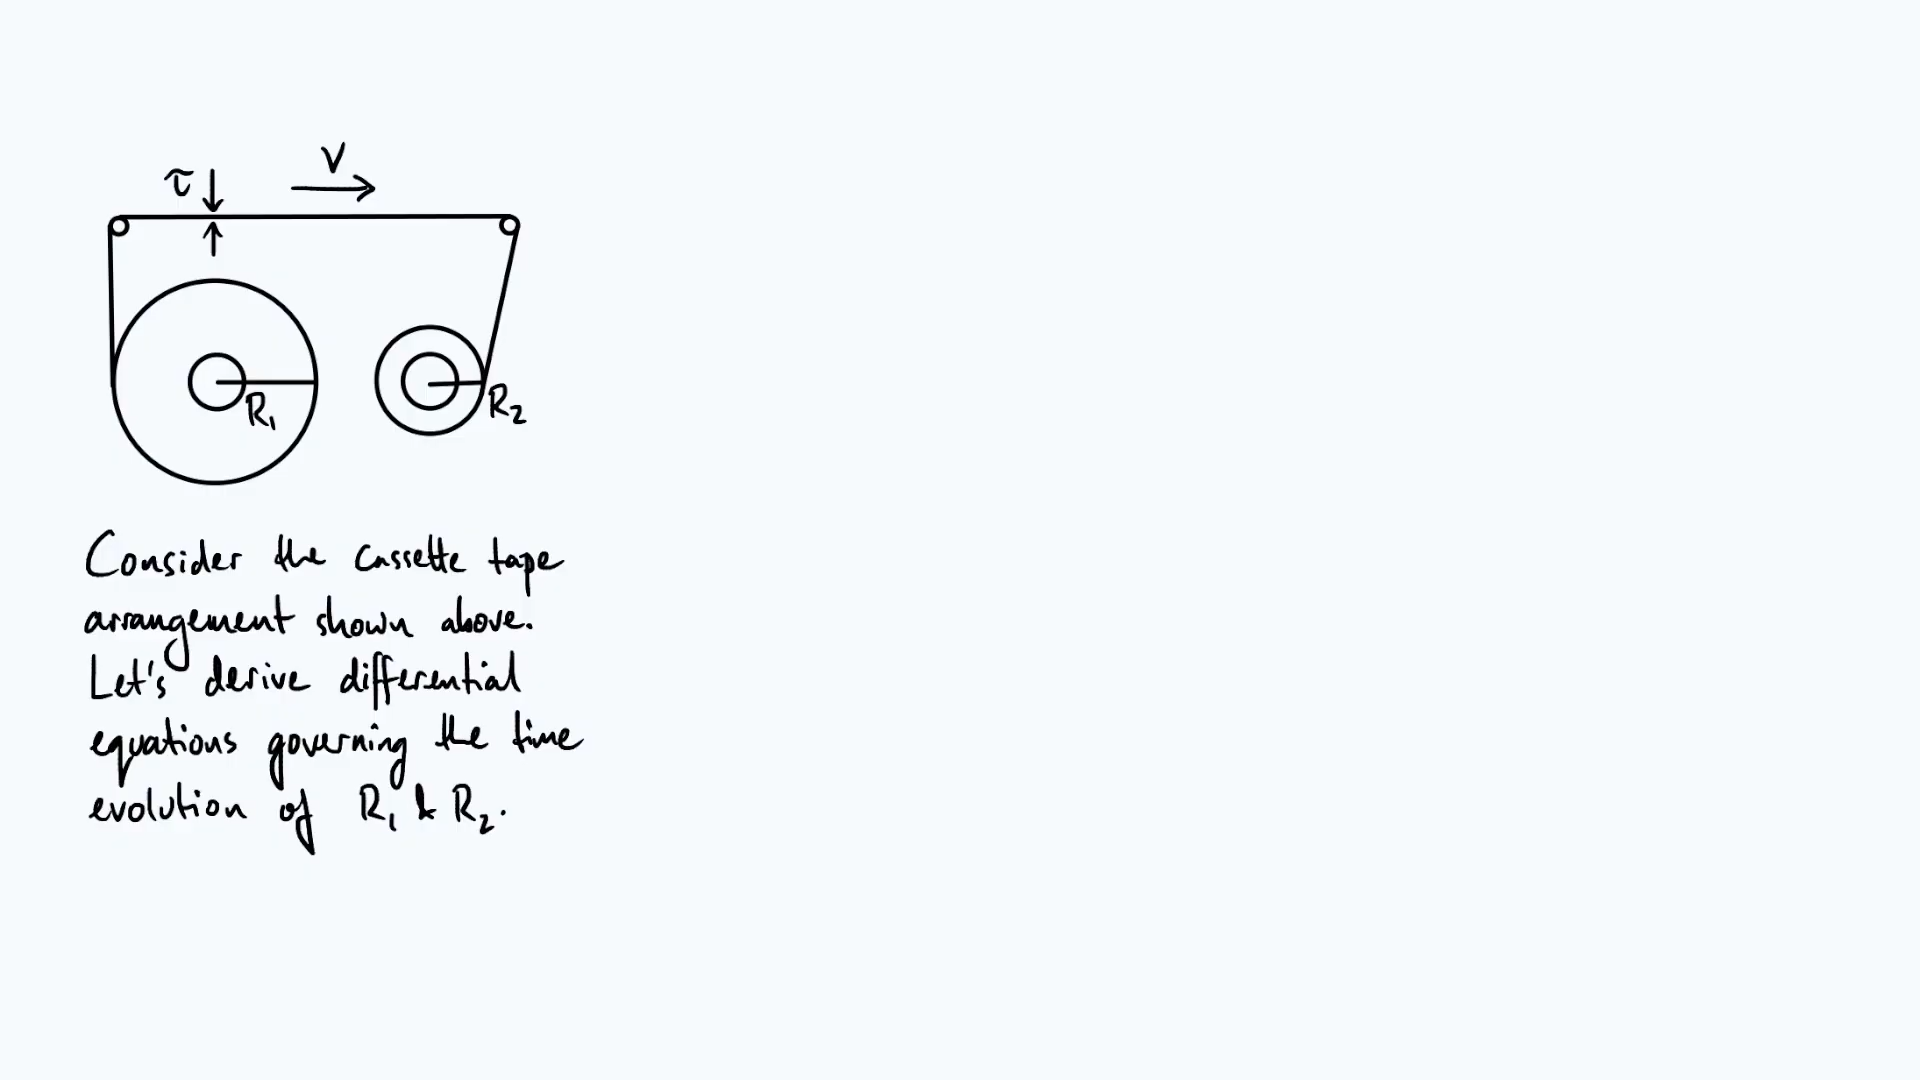 V
τ
R₁
R₂
Consider the cassette tape
arrangement shown above.
Let's derive differential
equations governing the time
evolution of R₁ & R₂.